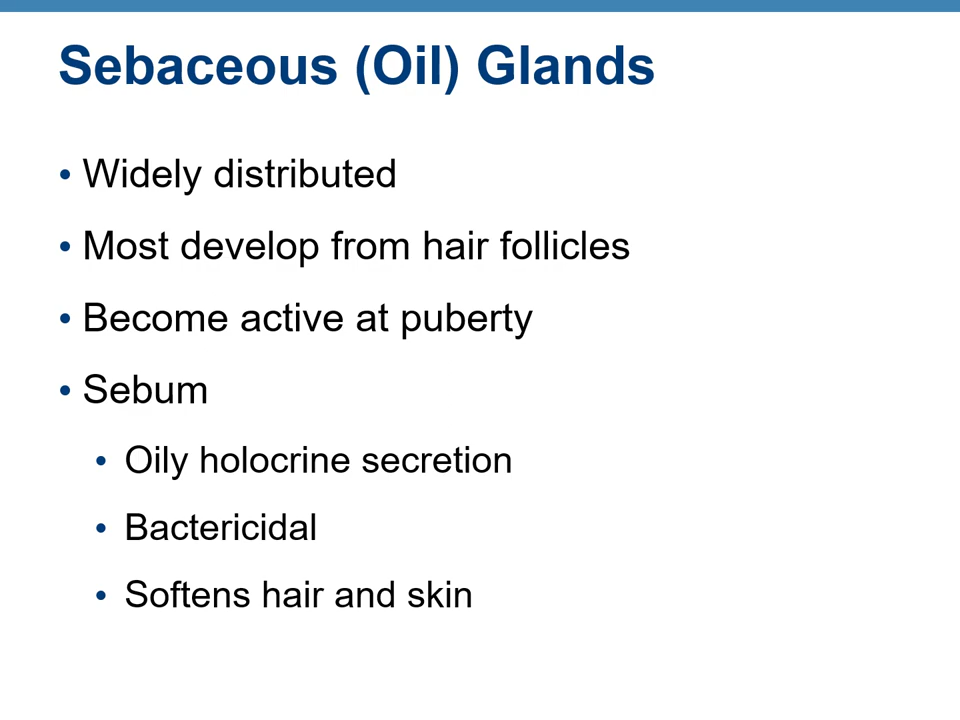 Sebaceous (Oil) Glands
• Widely distributed
• Most develop from hair follicles
• Become active at puberty
• Sebum
• Oily holocrine secretion
• Bactericidal
• Softens hair and skin